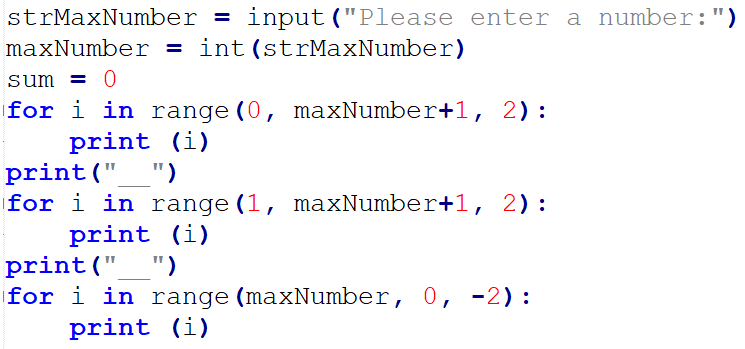 strMaxNumber = input("Please enter a number:")
maxNumber = int(strMaxNumber)
sum = 0
for i in range(0, maxNumber+1, 2):
    print (i)
print("__")
for i in range(1, maxNumber+1, 2):
    print (i)
print("__")
for i in range(maxNumber, 0, -2):
    print (i)